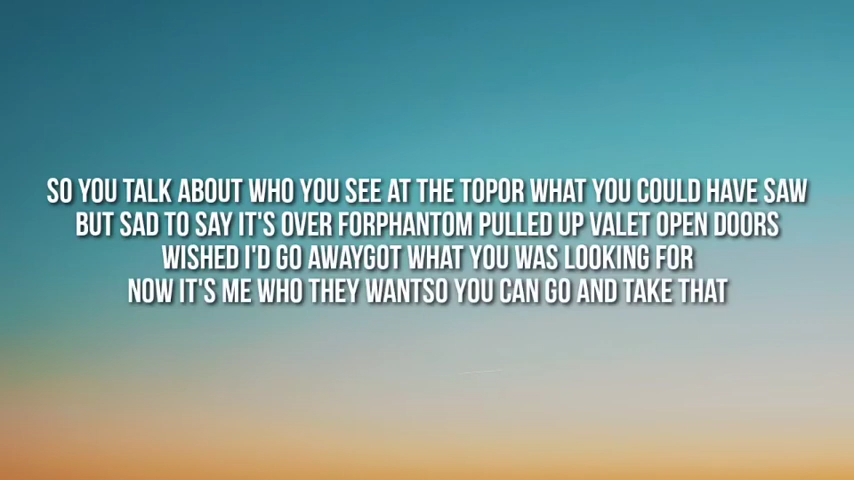 SO YOU TALK ABOUT WHO YOU SEE AT THE TOPOR WHAT YOU COULD HAVE SAW
BUT SAD TO SAY IT'S OVER FORPHANTOM PULLED UP VALET OPEN DOORS
WISHED I'D GO AWAYGOT WHAT YOU WAS LOOKING FOR
NOW IT'S ME WHO THEY WANTSO YOU CAN GO AND TAKE THAT